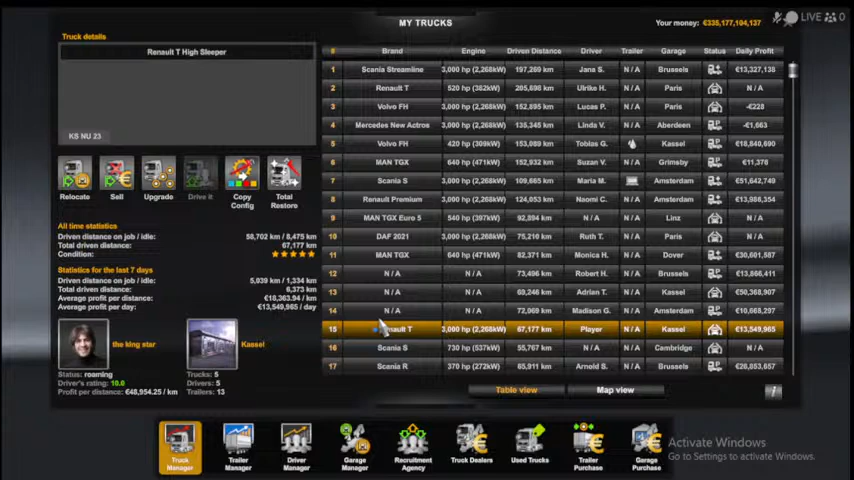 MY TRUCKS
Your money: €335,177,104,137
LIVE 0
Truck details
Renault T High Sleeper
KS NU 23
Relocate Sell Upgrade Drive it Copy Config Total Restore
All time statistics
Driven distance on job / idle: 58,702 km / 8,475 km
Total driven distance: 67,177 km
Condition:
Statistics for the last 7 days
Driven distance on job / idle: 5,039 km / 1,334 km
Total driven distance: 6,373 km
Average profit per distance: €18,363.94 / km
Average profit per day: €13,549,965 / day
the king star
Kassel
Status: roaming
Driver's rating: 10.0
Profit per distance: €48,954.25 / km
Trucks: 5
Drivers: 5
Trailers: 13
# Brand Engine Driven Distance Driver Trailer Garage Status Daily Profit
1 Scania Streamline 3,000 hp (2,268kW) 197,269 km Jana S. N / A Brussels €13,327,138
2 Renault T 520 hp (382kW) 205,698 km Ulrike H. N / A Paris N / A
3 Volvo FH 3,000 hp (2,268kW) 152,895 km Lucas P. N / A Paris -€228
4 Mercedes New Actros 3,000 hp (2,268kW) 135,345 km Linda V. N / A Aberdeen -€1,663
5 Volvo FH 420 hp (309kW) 153,089 km Tobias G. Kassel €18,840,690
6 MAN TGX 640 hp (471kW) 152,932 km Suzan V. N / A Grimsby €11,376
7 Scania S 3,000 hp (2,268kW) 109,665 km Maria M. Amsterdam €51,642,749
8 Renault Premium 3,000 hp (2,268kW) 124,053 km Naomi C. N / A Amsterdam €13,986,354
9 MAN TGX Euro 5 540 hp (397kW) 92,894 km N / A N / A Linz N / A
10 DAF 2021 3,000 hp (2,268kW) 75,210 km Ruth T. N / A Paris N / A
11 MAN TGX 640 hp (471kW) 82,371 km Monica H. N / A Dover €30,601,587
12 N / A N / A 73,496 km Robert H. N / A Brussels €13,866,411
13 N / A N / A 68,246 km Adrian T. N / A Kassel €50,368,907
14 N / A N / A 72,069 km Madison G. N / A Amsterdam €10,668,297
15 Renault T 3,000 hp (2,268kW) 67,177 km Player N / A Kassel €13,549,965
16 Scania S 730 hp (537kW) 55,767 km N / A N / A Cambridge N / A
17 Scania R 370 hp (272kW) 65,911 km Arnold S. N / A Brussels €26,853,657
Table view Map view
i
Truck Manager Trailer Manager Driver Manager Garage Manager Recruitment Agency Truck Dealers Used Trucks Trailer Purchase Garage Purchase
Activate Windows
Go to Settings to activate Windows.